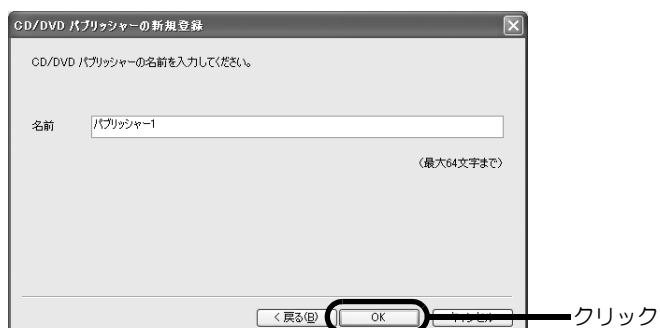 CD/DVD パブリッシャーの新規登録
CD/DVD パブリッシャーの名前を入力してください。
名前
パブリッシャー1
(最大64文字まで)
< 戻る(B)
OK
クリック